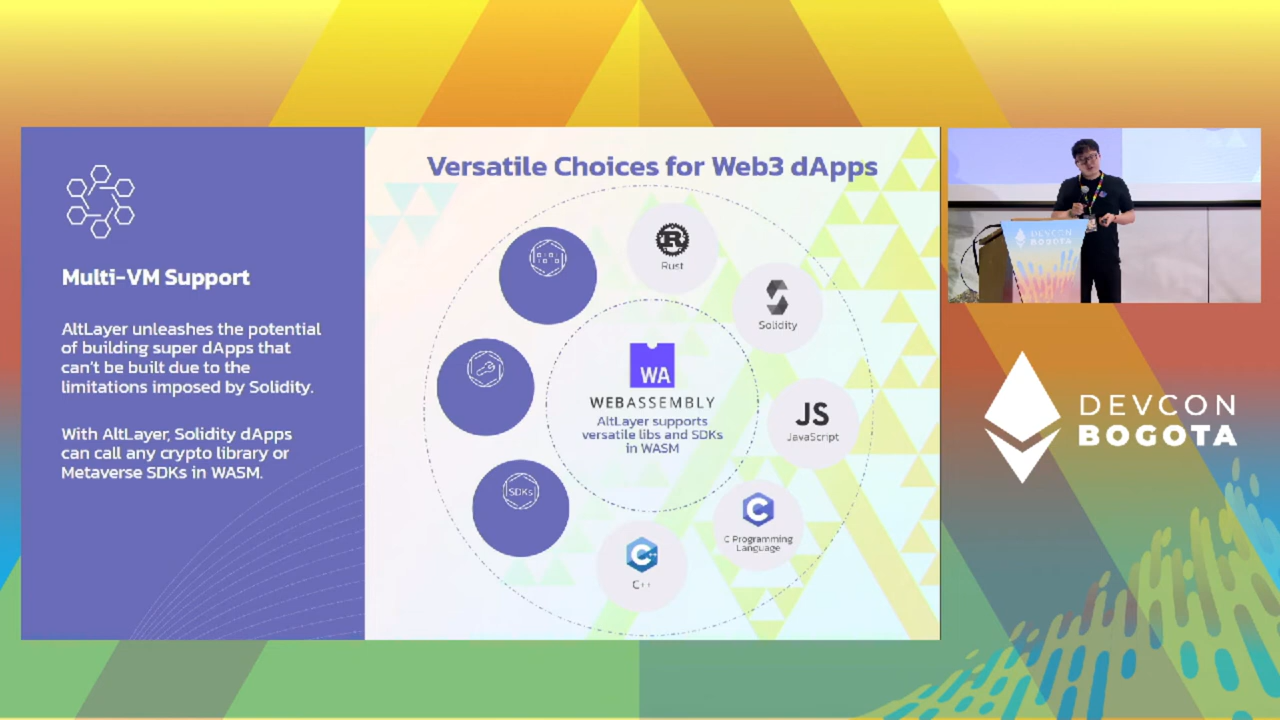 Multi-VM Support
AltLayer unleashes the potential
of building super dApps that
can't be built due to the
limitations imposed by Solidity.
With AltLayer, Solidity dApps
can call any crypto library or
Metaverse SDKs in WASM.
Versatile Choices for Web3 dApps
R
Rust
Solidity
JS
JavaScript
C
C Programming
Language
C++
C++
SDKs
WA
WEBASSEMBLY
AltLayer supports
versatile libs and SDKs
in WASM
DEVCON
BOGOTA
DEVCON
BOGOTA